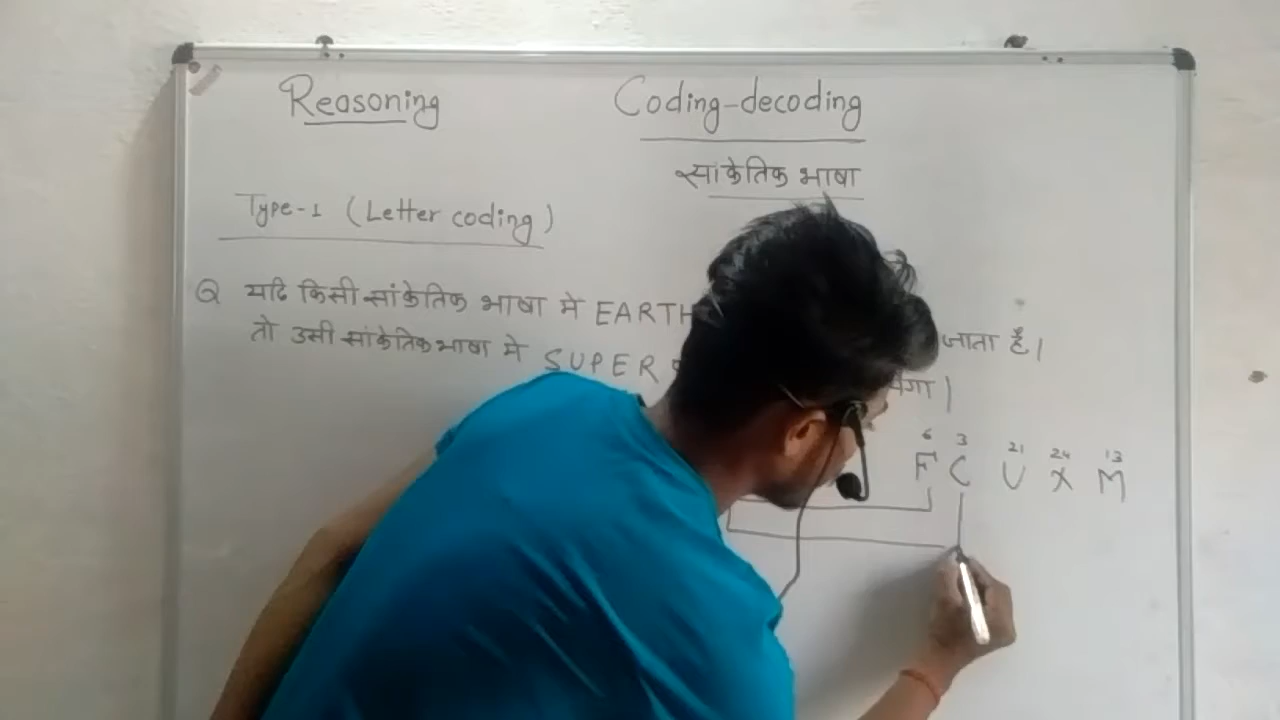 Reasoning
Coding-decoding
सांकेतिक भाषा
Type-1 (Letter coding)
Q यदि किसी सांकेतिक भाषा मे EARTH जाता है।
तो उसी सांकेतिक भाषा मे SUPER
6 3 21 24 13
F C U X M